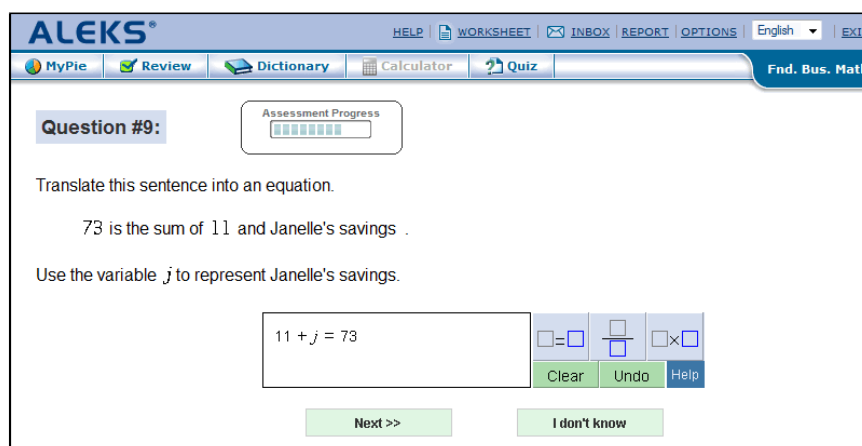 ALEKS®
HELP | WORKSHEET | INBOX | REPORT | OPTIONS | English | EXI
MyPie Review Dictionary Calculator Quiz
Fnd. Bus. Mat
Question #9:
Assessment Progress
Translate this sentence into an equation.
73 is the sum of 11 and Janelle's savings .
Use the variable j to represent Janelle's savings.
11 + j = 73
□=□ □/□ □×□
Clear Undo Help
Next >> I don't know